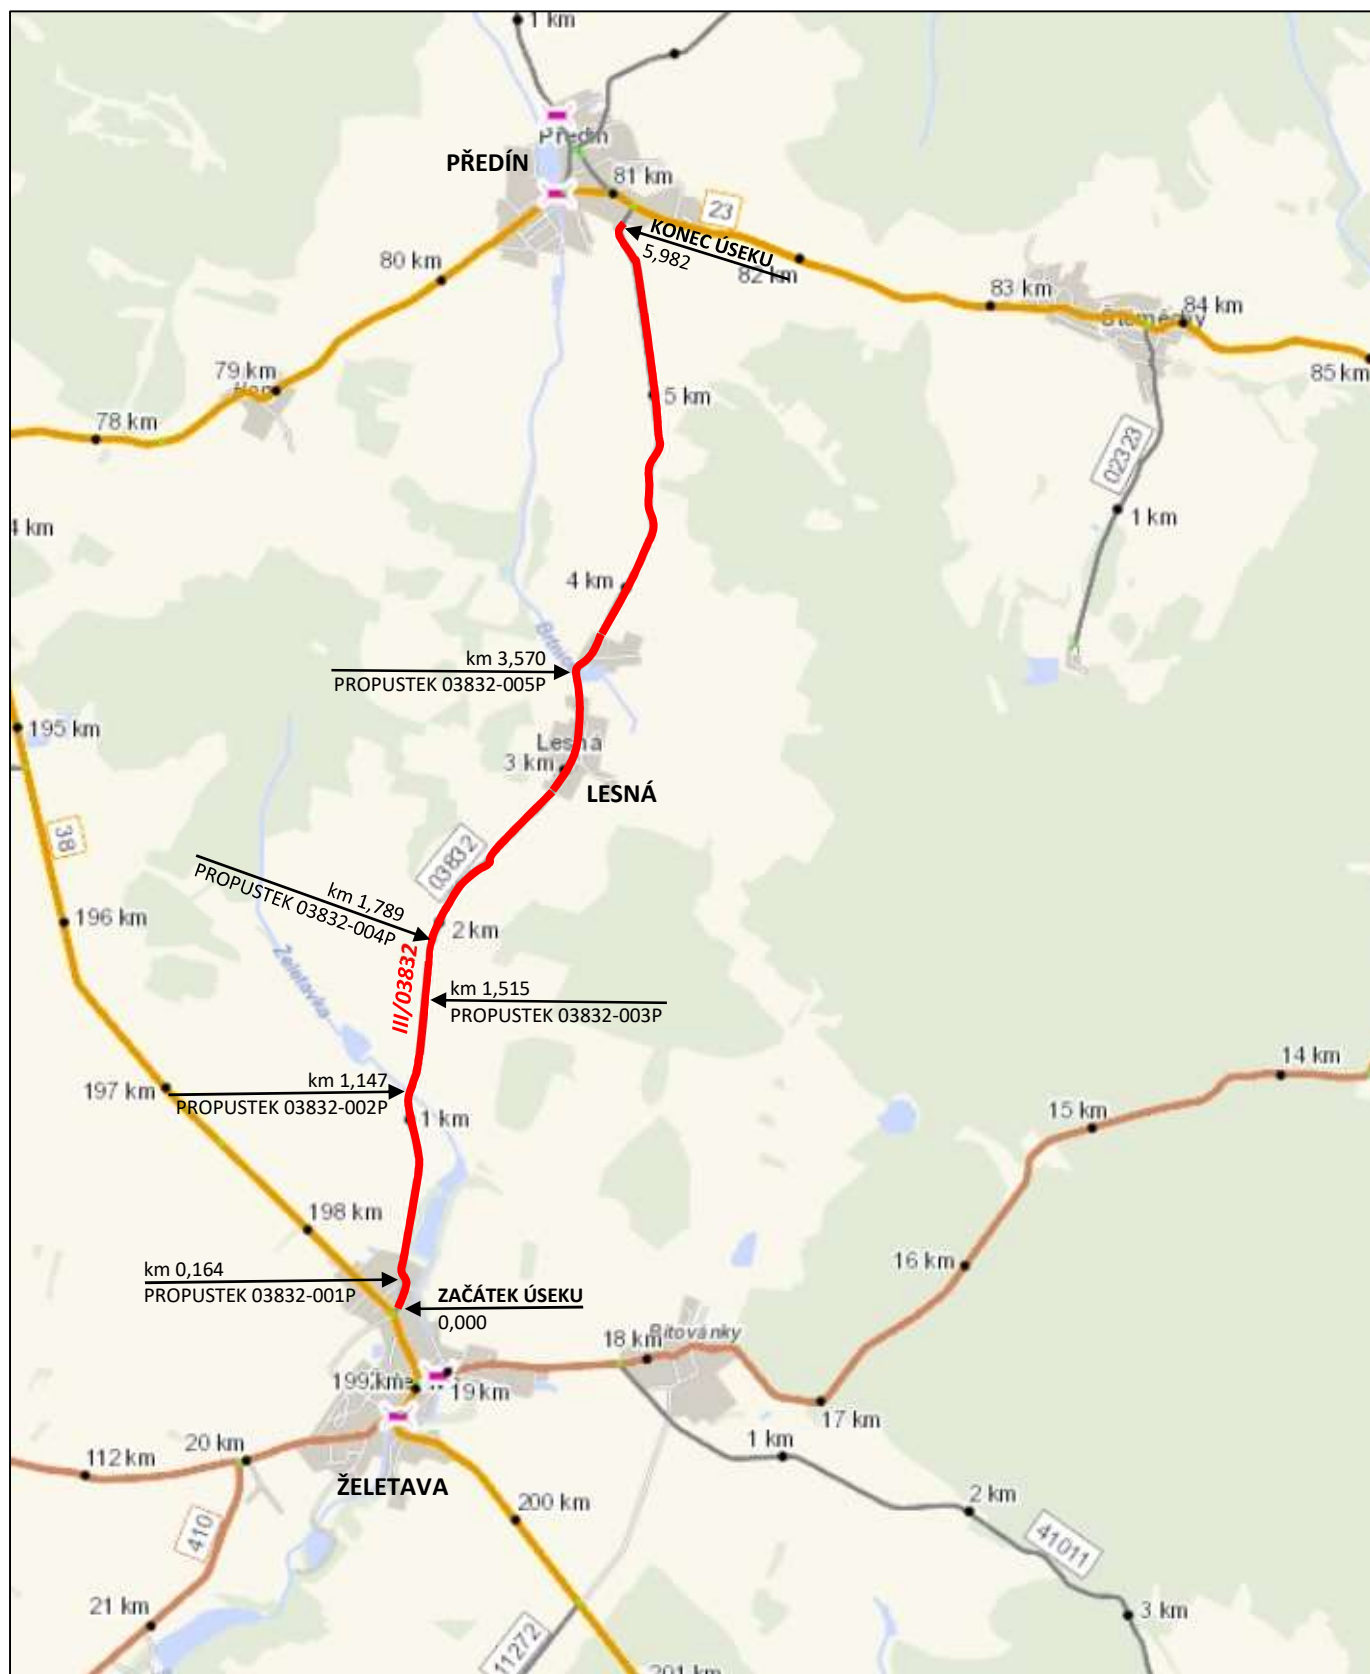 1 km
Předín
PŘEDÍN
81 km
23
KONEC ÚSEKU
5,982
80 km
82 km
83 km
84 km
85 km
79 km
78 km
5 km
02323
4 km
1 km
4 km
km 3,570
PROPUSTEK 03832-005P
195 km
Lesná
3 km
LESNÁ
38
03832
km 1,789
PROPUSTEK 03832-004P
196 km
2 km
Želetavka
III/03832
km 1,515
PROPUSTEK 03832-003P
14 km
km 1,147
197 km
PROPUSTEK 03832-002P
15 km
1 km
198 km
16 km
km 0,164
PROPUSTEK 03832-001P
ZAČÁTEK ÚSEKU
0,000
18 km
Bítovánky
199 km
19 km
17 km
20 km
1 km
112 km
ŽELETAVA
2 km
200 km
410
41011
21 km
3 km
11272
201 km